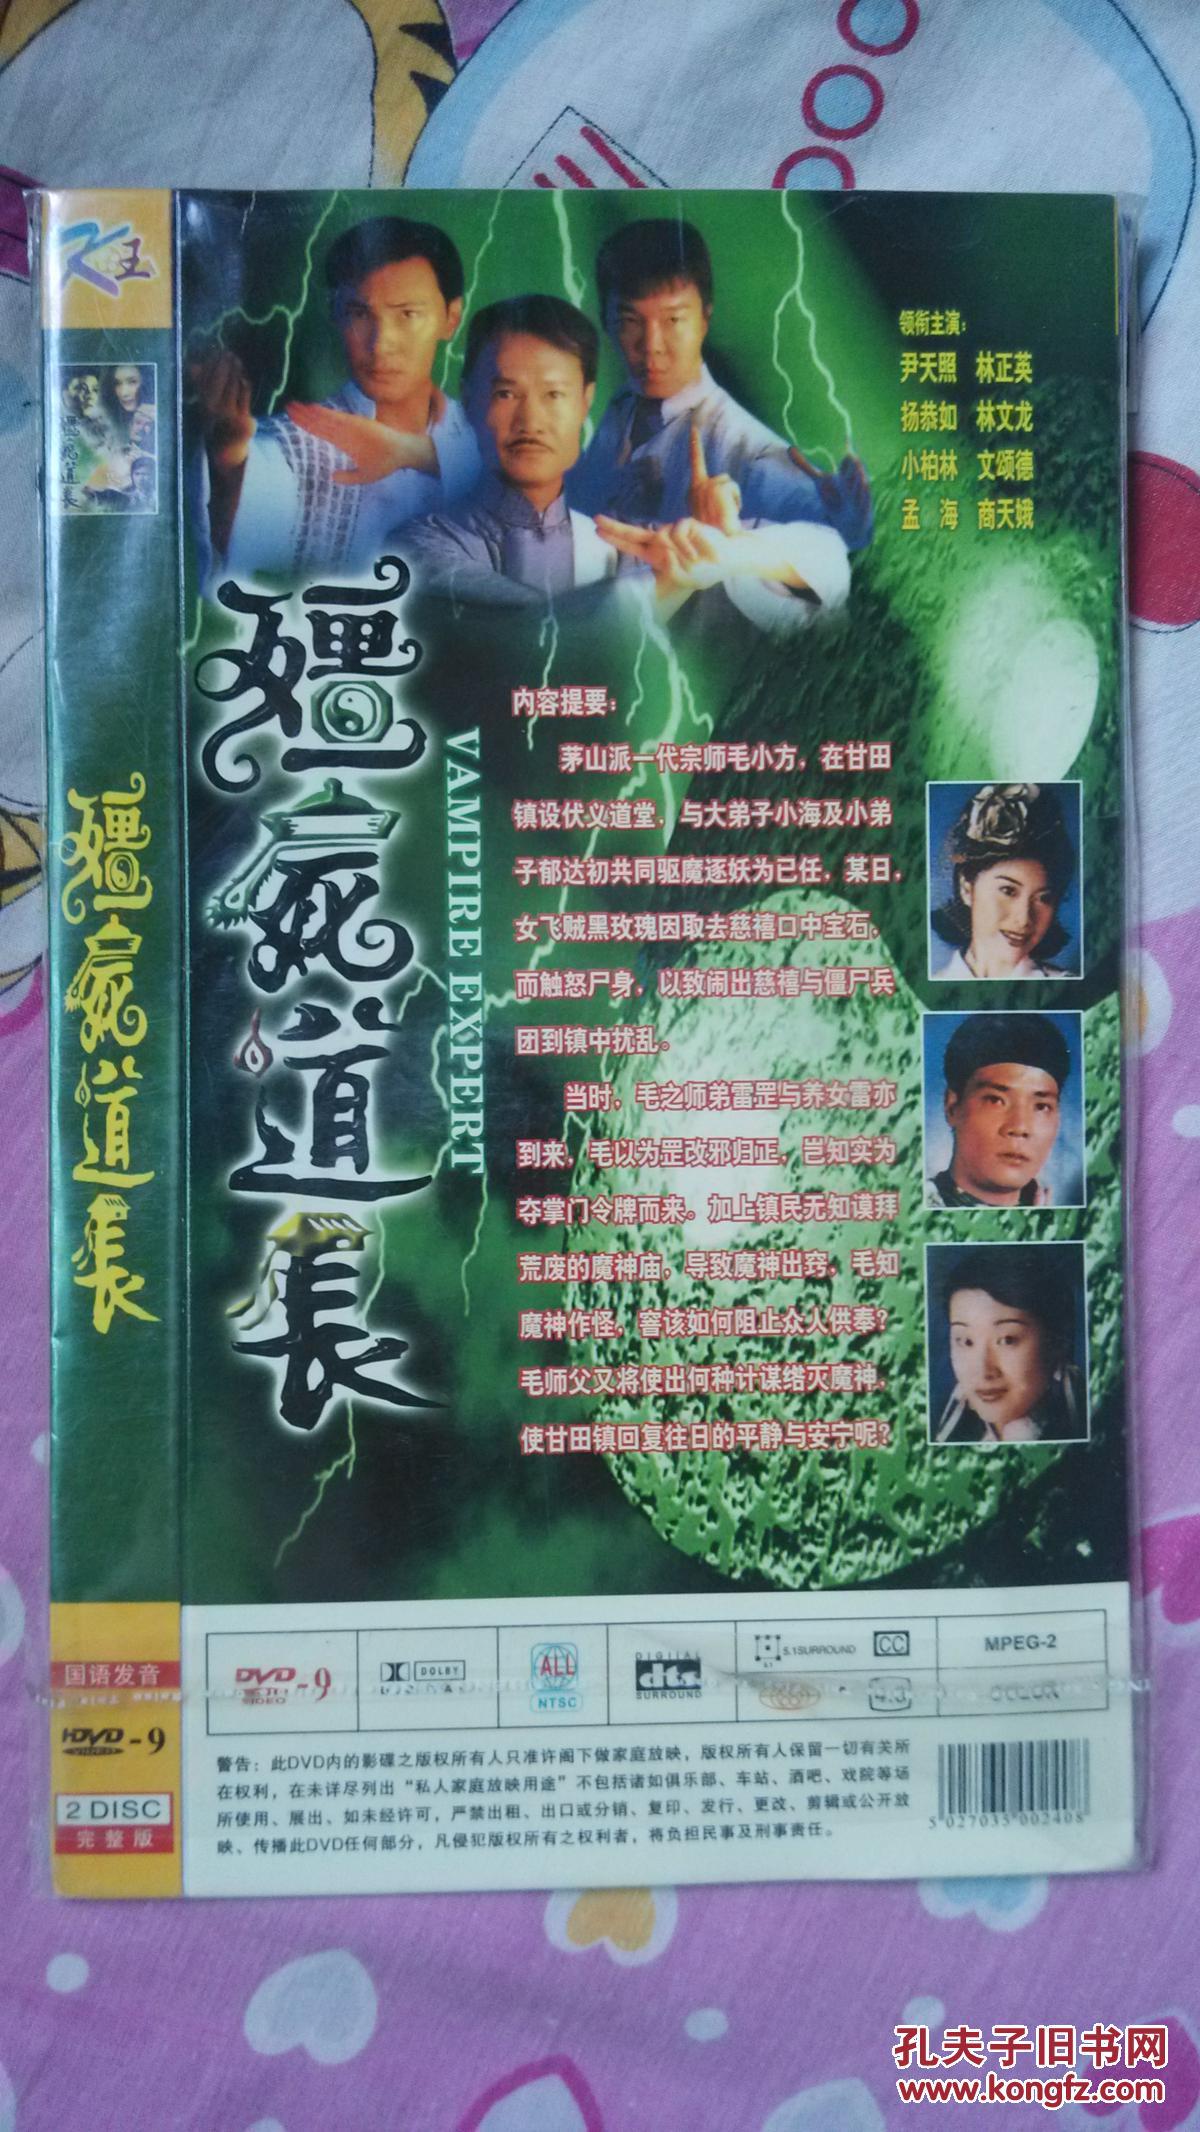 K王
领衔主演：
尹天照 林正英
扬恭如 林文龙
小柏林 文颂德
孟 海 商天娥
殭屍道長
VAMPIRE EXPERT
内容提要：
茅山派一代宗师毛小方，在甘田
镇设伏义道堂，与大弟子小海及小弟
子郁达初共同驱魔逐妖为已任，某日，
女飞贼黑玫瑰因取去慈禧口中宝石，
而触怒尸身，以致闹出慈禧与僵尸兵
团到镇中扰乱。
当时，毛之师弟雷罡与养女雷亦
到来，毛以为罡改邪归正，岂知实为
夺掌门令牌而来。加上镇民无知谟拜
荒废的魔神庙，导致魔神出窍，毛知
魔神作怪，窨该如何阻止众人供奉？
毛师父又将使出何种计谋绺灭魔神，
使甘田镇回复往日的平静与安宁呢？
殭屍道長
殭屍道長
国语发音
HDVD-9
VIDEO
2 DISC
完整版
DVD-9
VIDEO
DOLBY
ALL
NTSC
DIGITAL
dts
SURROUND
5.1SURROUND
CC
4:3
MPEG-2
COLOR
警告：此DVD内的影碟之版权所有人只准许阁下做家庭放映，版权所有人保留一切有关所
在权利，在未详尽列出“私人家庭放映用途”不包括诸如俱乐部、车站、酒吧、戏院等场
所使用、展出、如未经许可，严禁出租、出口或分销、复印、发行、更改、剪辑或公开放
映、传播此DVD任何部分，凡侵犯版权所有之权利者，将负担民事及刑事责任。
5 027035 002408
孔夫子旧书网
www.kongfz.com